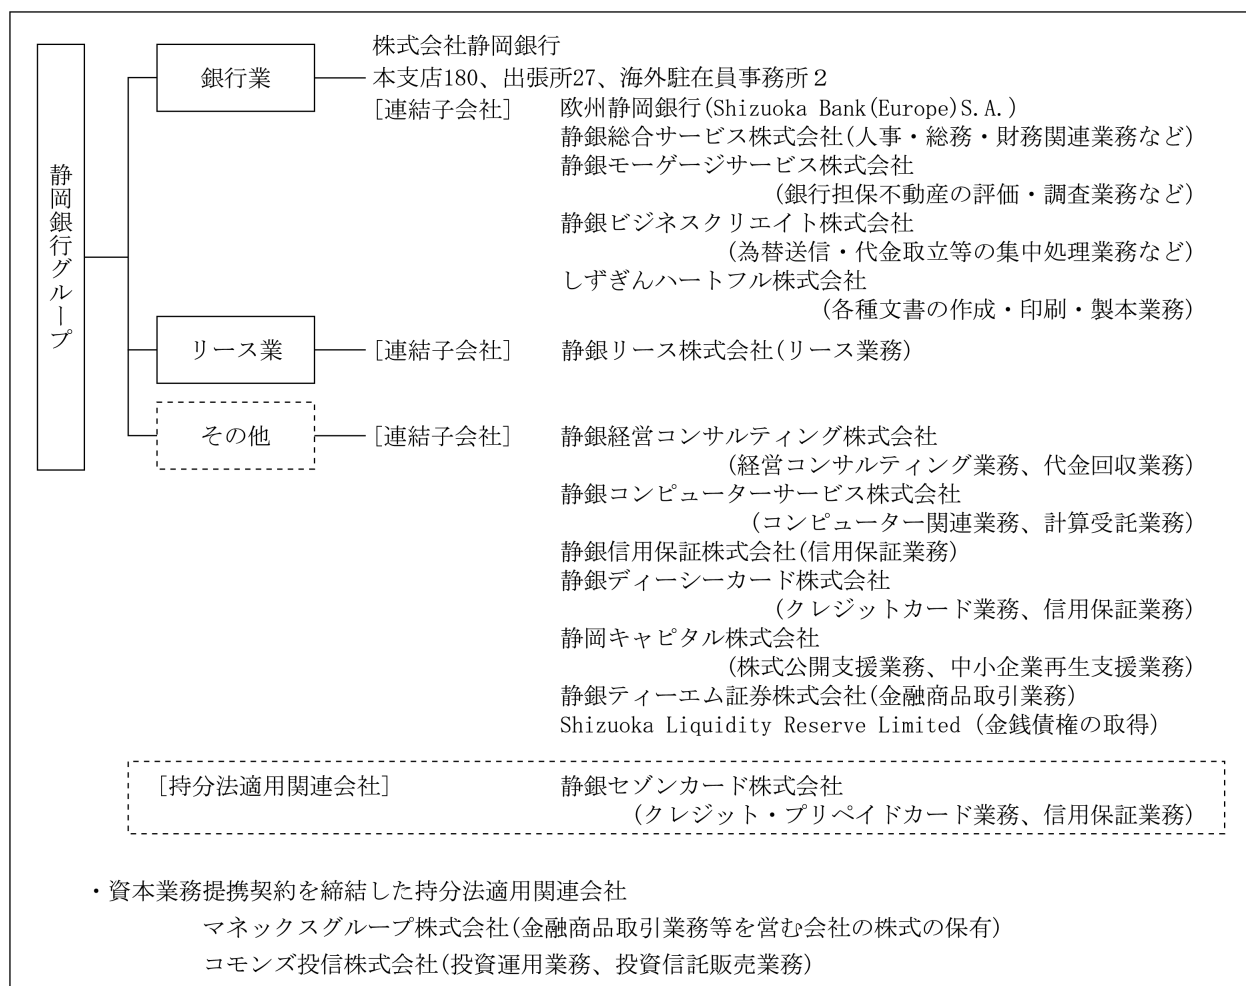 静岡銀行グループ
銀行業
株式会社静岡銀行
本支店180、出張所27、海外駐在員事務所２
[連結子会社] 欧州静岡銀行(Shizuoka Bank(Europe)S.A.)
静銀総合サービス株式会社(人事・総務・財務関連業務など)
静銀モーゲージサービス株式会社
(銀行担保不動産の評価・調査業務など)
静銀ビジネスクリエイト株式会社
(為替送信・代金取立等の集中処理業務など)
しずぎんハートフル株式会社
(各種文書の作成・印刷・製本業務)
リース業 [連結子会社] 静銀リース株式会社(リース業務)
その他 [連結子会社] 静銀経営コンサルティング株式会社
(経営コンサルティング業務、代金回収業務)
静銀コンピューターサービス株式会社
(コンピューター関連業務、計算受託業務)
静銀信用保証株式会社(信用保証業務)
静銀ディーシーカード株式会社
(クレジットカード業務、信用保証業務)
静岡キャピタル株式会社
(株式公開支援業務、中小企業再生支援業務)
静銀ティーエム証券株式会社(金融商品取引業務)
Shizuoka Liquidity Reserve Limited (金銭債権の取得)
[持分法適用関連会社] 静銀セゾンカード株式会社
(クレジット・プリペイドカード業務、信用保証業務)
・資本業務提携契約を締結した持分法適用関連会社
マネックスグループ株式会社(金融商品取引業務等を営む会社の株式の保有)
コモンズ投信株式会社(投資運用業務、投資信託販売業務)